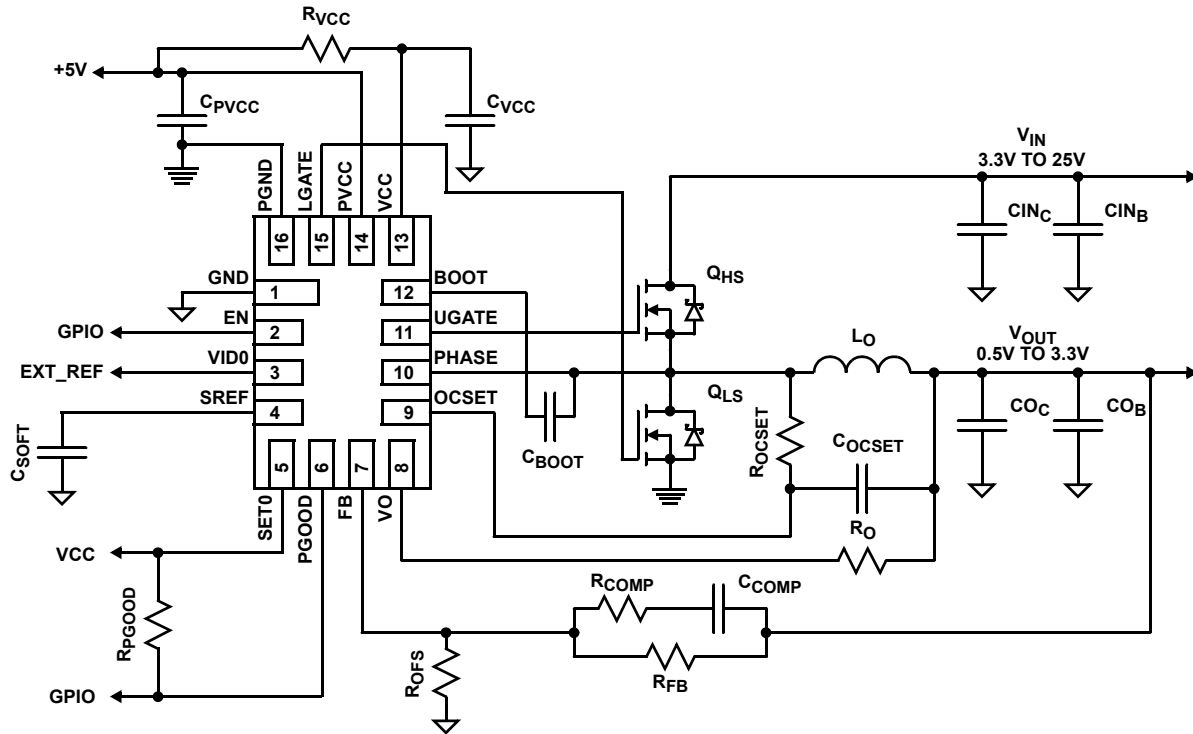 RVCC
+5V
CPVCC
CVCC
PGND
LGATE
PVCC
VCC
16
15
14
13
GND
1
EN
2
VID0
3
SREF
4
GPIO
EXT_REF
CSOFT
12
BOOT
11
UGATE
10
PHASE
9
OCSET
5
6
7
8
SET0
PGOOD
FB
VO
CBOOT
QHS
QLS
VIN
3.3V TO 25V
CINC
CINB
LO
VOUT
0.5V TO 3.3V
COC
COB
ROCSET
COCSET
RO
RCOMP
CCOMP
RFB
ROFS
VCC
RPGOOD
GPIO